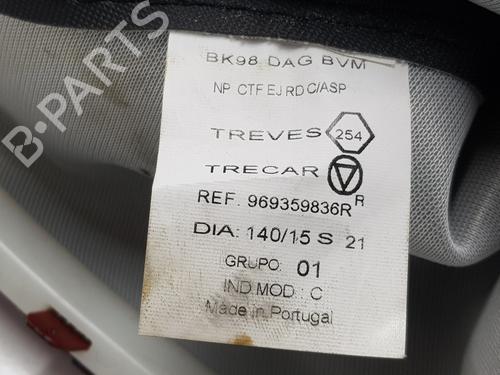 B-PARTS
BK98 DAG BVM
NP CTF EJ RD C/ASP
TREVES 254
TRECAR
REF. 969359836R R
DIA: 140/15 S 21
GRUPO: 01
IND MOD : C
Made in Portugal